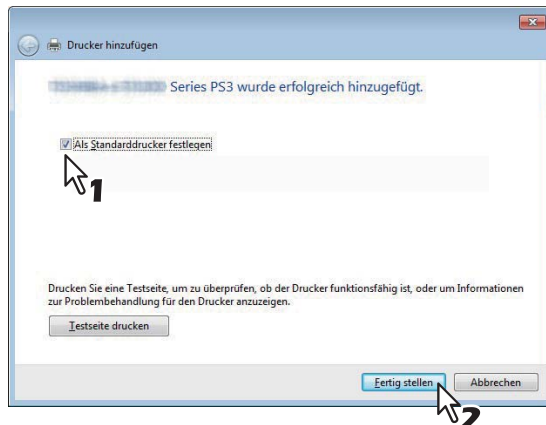 Drucker hinzufügen
Series PS3 wurde erfolgreich hinzugefügt.
Als Standarddrucker festlegen
1
Drucken Sie eine Testseite, um zu überprüfen, ob der Drucker funktionsfähig ist, oder um Informationen
zur Problembehandlung für den Drucker anzuzeigen.
Testseite drucken
Fertig stellen Abbrechen
2